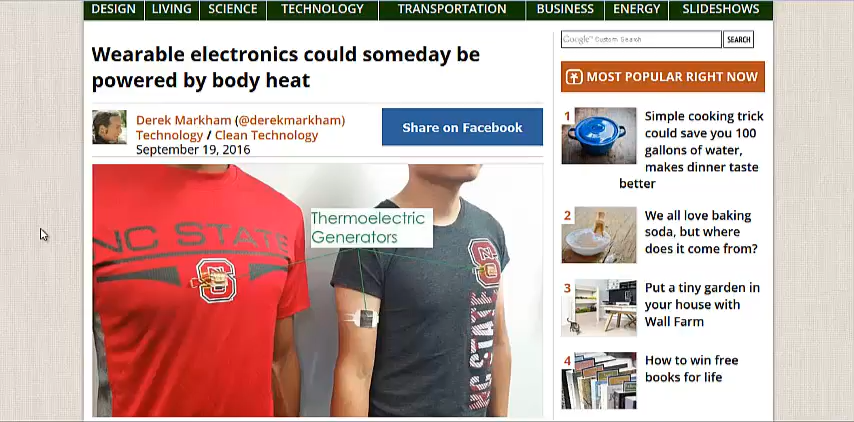 DESIGN LIVING SCIENCE TECHNOLOGY TRANSPORTATION BUSINESS ENERGY SLIDESHOWS
Wearable electronics could someday be
powered by body heat
Derek Markham (@derekmarkham)
Technology / Clean Technology
September 19, 2016
Share on Facebook
NC STATE
S
Thermoelectric
Generators
S
NC STATE
Google™ Custom Search
SEARCH
MOST POPULAR RIGHT NOW
1
Simple cooking trick
could save you 100
gallons of water,
makes dinner taste
better
2
We all love baking
soda, but where
does it come from?
3
Put a tiny garden in
your house with
Wall Farm
4
How to win free
books for life